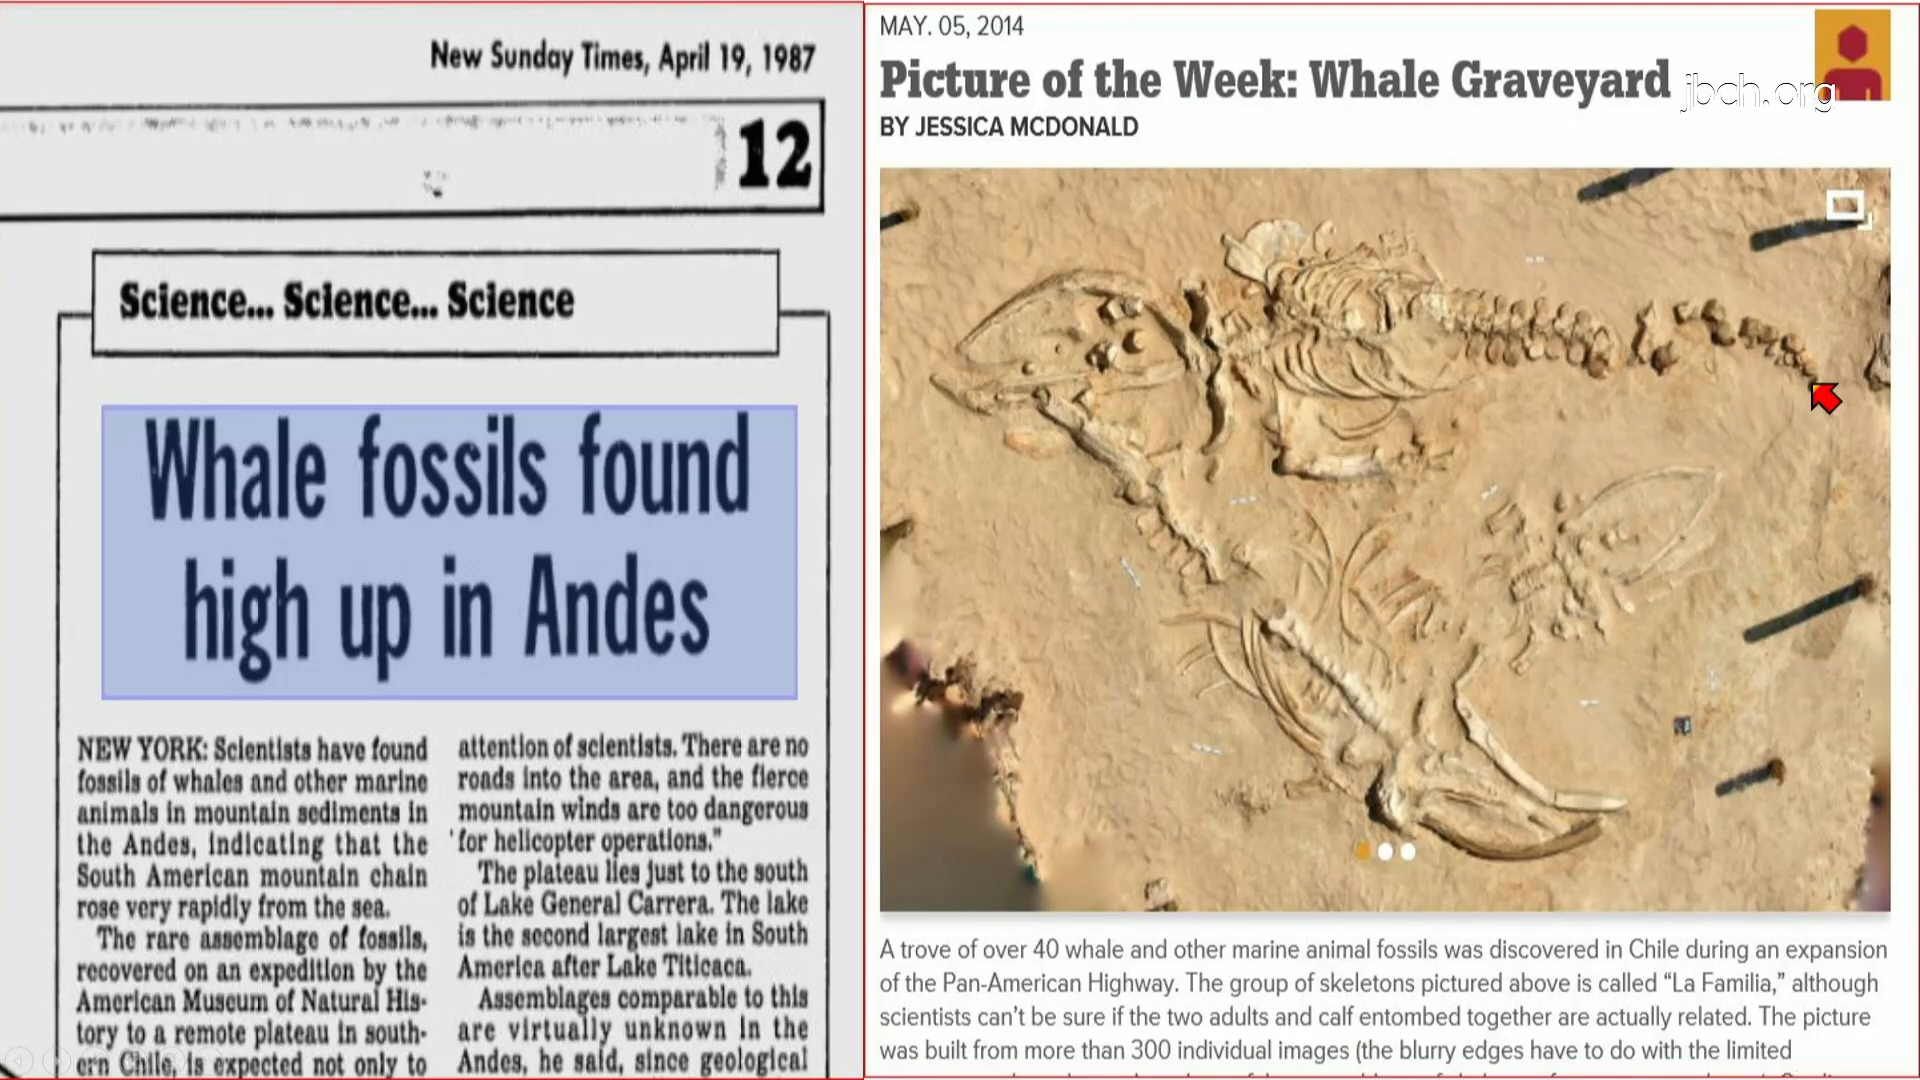 New Sunday Times, April 19, 1987
12
Science... Science... Science
Whale fossils found
high up in Andes
NEW YORK: Scientists have found
fossils of whales and other marine
animals in mountain sediments in
the Andes, indicating that the
South American mountain chain
rose very rapidly from the sea.
The rare assemblage of fossils,
recovered on an expedition by the
American Museum of Natural His-
tory to a remote plateau in south-
ern Chile, is expected not only to
attention of scientists. There are no
roads into the area, and the fierce
mountain winds are too dangerous
for helicopter operations."
The plateau lies just to the south
of Lake General Carrera. The lake
is the second largest lake in South
America after Lake Titicaca.
Assemblages comparable to this
are virtually unknown in the
Andes, he said, since geological
MAY. 05, 2014
Picture of the Week: Whale Graveyard
jbch.org
BY JESSICA MCDONALD
A trove of over 40 whale and other marine animal fossils was discovered in Chile during an expansion
of the Pan-American Highway. The group of skeletons pictured above is called “La Familia,” although
scientists can’t be sure if the two adults and calf entombed together are actually related. The picture
was built from more than 300 individual images (the blurry edges have to do with the limited